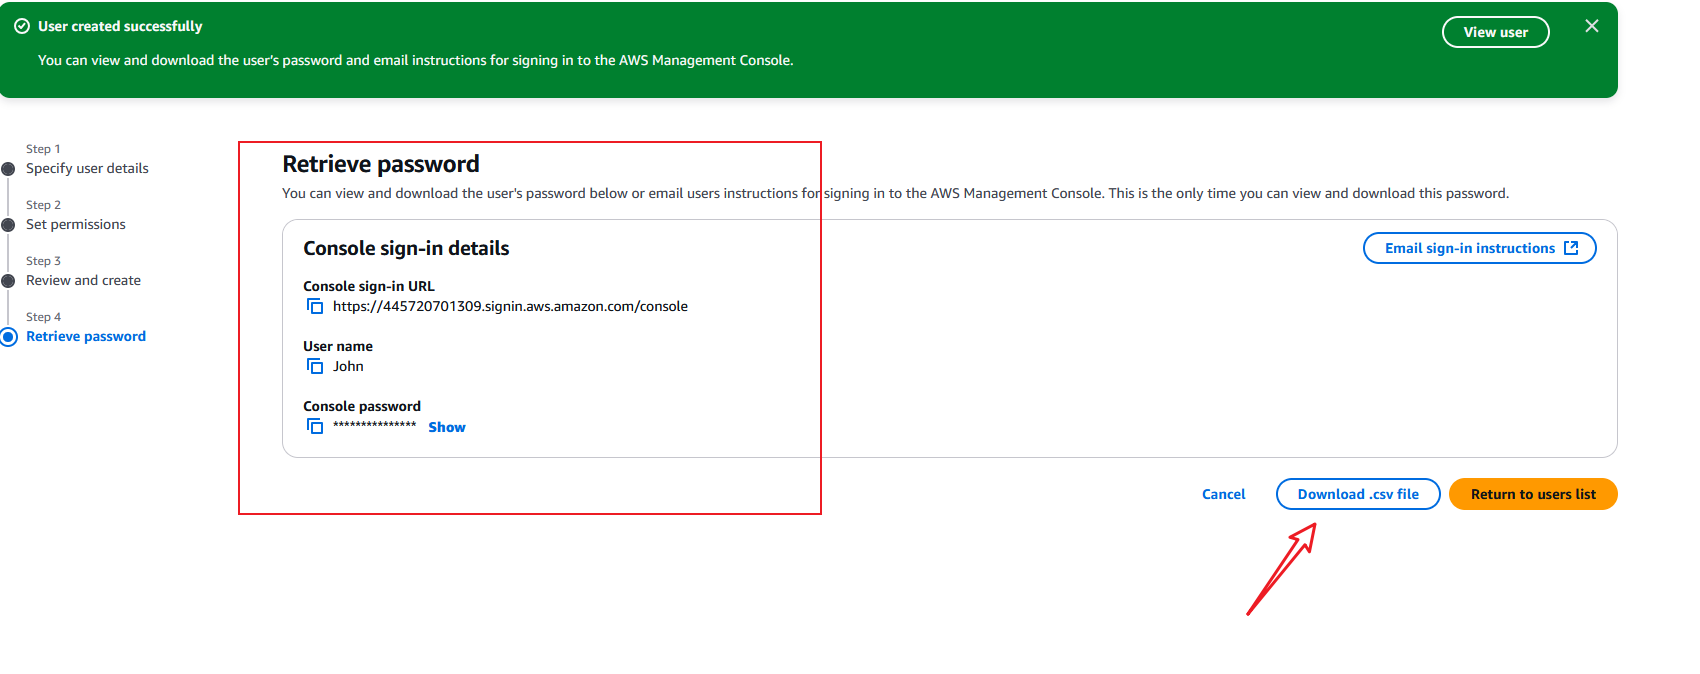 User created successfully
View user
You can view and download the user's password and email instructions for signing in to the AWS Management Console.
Step 1
Specify user details
Step 2
Set permissions
Step 3
Review and create
Step 4
Retrieve password
Retrieve password
You can view and download the user's password below or email users instructions for signing in to the AWS Management Console. This is the only time you can view and download this password.
Console sign-in details
Email sign-in instructions
Console sign-in URL
https://445720701309.signin.aws.amazon.com/console
User name
John
Console password
*************** Show
Cancel
Download .csv file
Return to users list